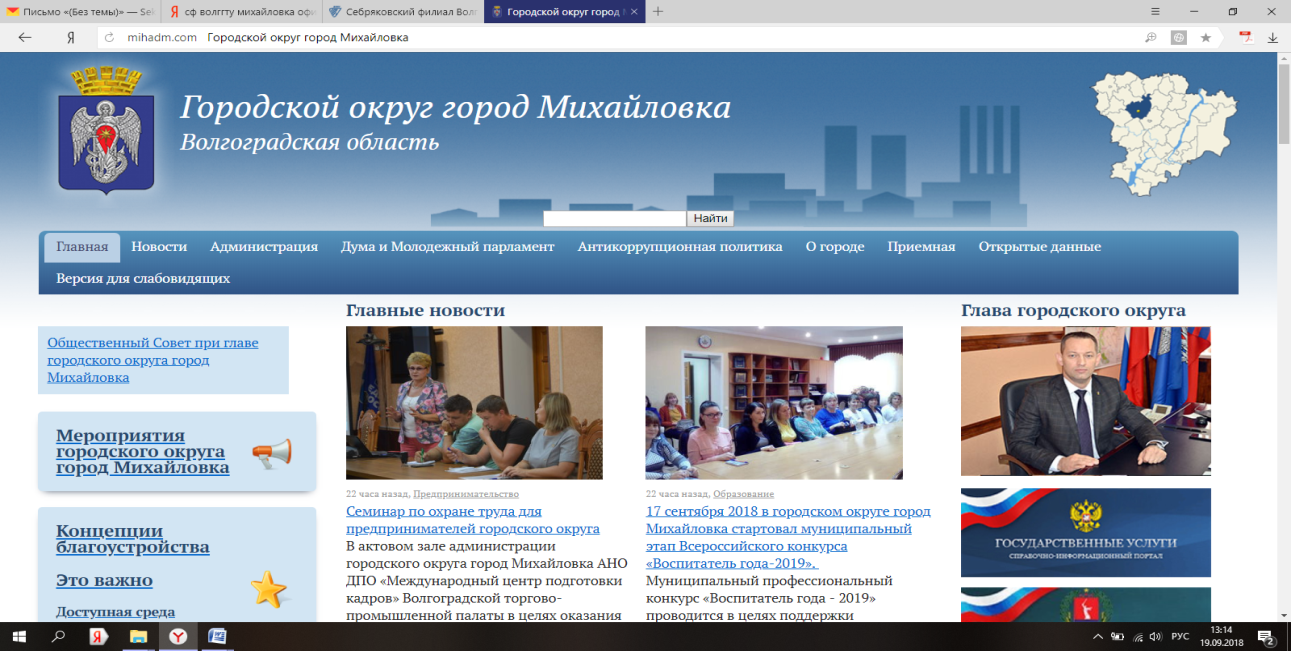 Письмо «(Без темы)» — Sek
сф волггту михайловка офи
Себряковский филиал Вол
Городской округ город
mihadm.com Городской округ город Михайловка
Городской округ город Михайловка
Волгоградская область
Найти
Главная Новости Администрация Дума и Молодежный парламент Антикоррупционная политика О городе Приемная Открытые данные
Версия для слабовидящих
Общественный Совет при главе
городского округа город
Михайловка
Мероприятия
городского округа
город Михайловка
Концепции
благоустройства
Это важно
Доступная среда
Главные новости
22 часа назад, Предпринимательство
Семинар по охране труда для
предпринимателей городского округа
В актовом зале администрации
городского округа город Михайловка АНО
ДПО «Международный центр подготовки
кадров» Волгоградской торгово-
промышленной палаты в целях оказания
22 часа назад, Образование
17 сентября 2018 в городском округе город
Михайловка стартовал муниципальный
этап Всероссийского конкурса
«Воспитатель года-2019».
Муниципальный профессиональный
конкурс «Воспитатель года - 2019»
проводится в целях поддержки
Глава городского округа
ГОСУДАРСТВЕННЫЕ УСЛУГИ
СПРАВОЧНО-ИНФОРМАЦИОННЫЙ ПОРТАЛ
РУС
13:14
19.09.2018
2